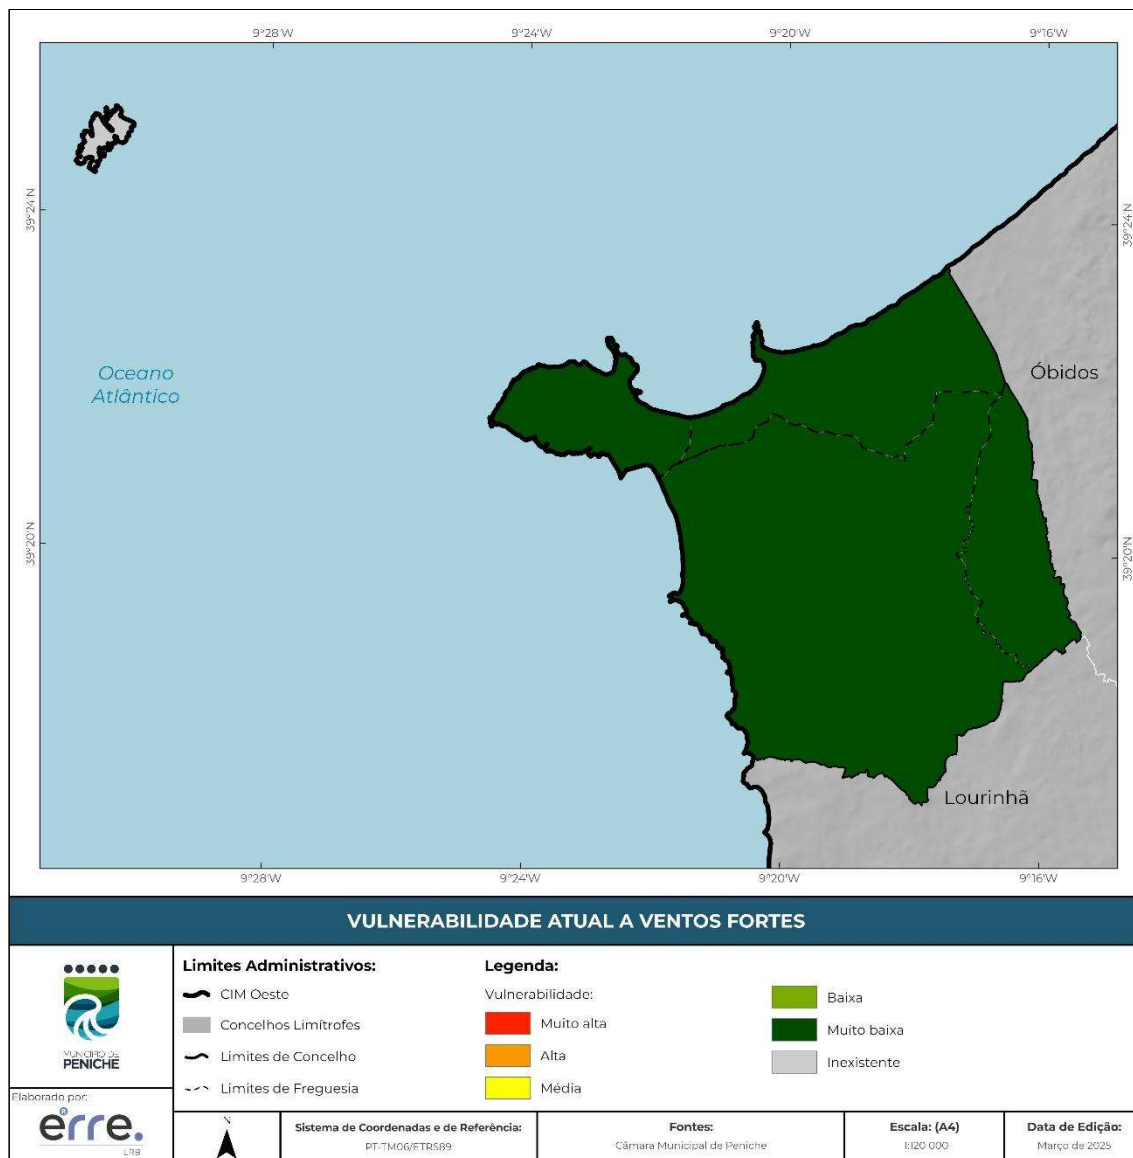 9°28'W
9°24'W
9°20'W
9°16'W
39°24'N
39°24'N
Oceano
Atlântico
Óbidos
39°20'N
39°20'N
Lourinhã
9°28'W
9°24'W
9°20'W
9°16'W
VULNERABILIDADE ATUAL A VENTOS FORTES
MUNICÍPIO DE
PENICHE
Limites Administrativos:
CIM Oeste
Concelhos Limítrofes
Limites de Concelho
Limites de Freguesia
Legenda:
Vulnerabilidade:
Muito alta
Alta
Média
Baixa
Muito baixa
Inexistente
Elaborado por:
erre.
LRB
N
Sistema de Coordenadas e de Referência:
PT-TM06/ETRS89
Fontes:
Câmara Municipal de Peniche
Escala: (A4)
1:120 000
Data de Edição:
Março de 2025